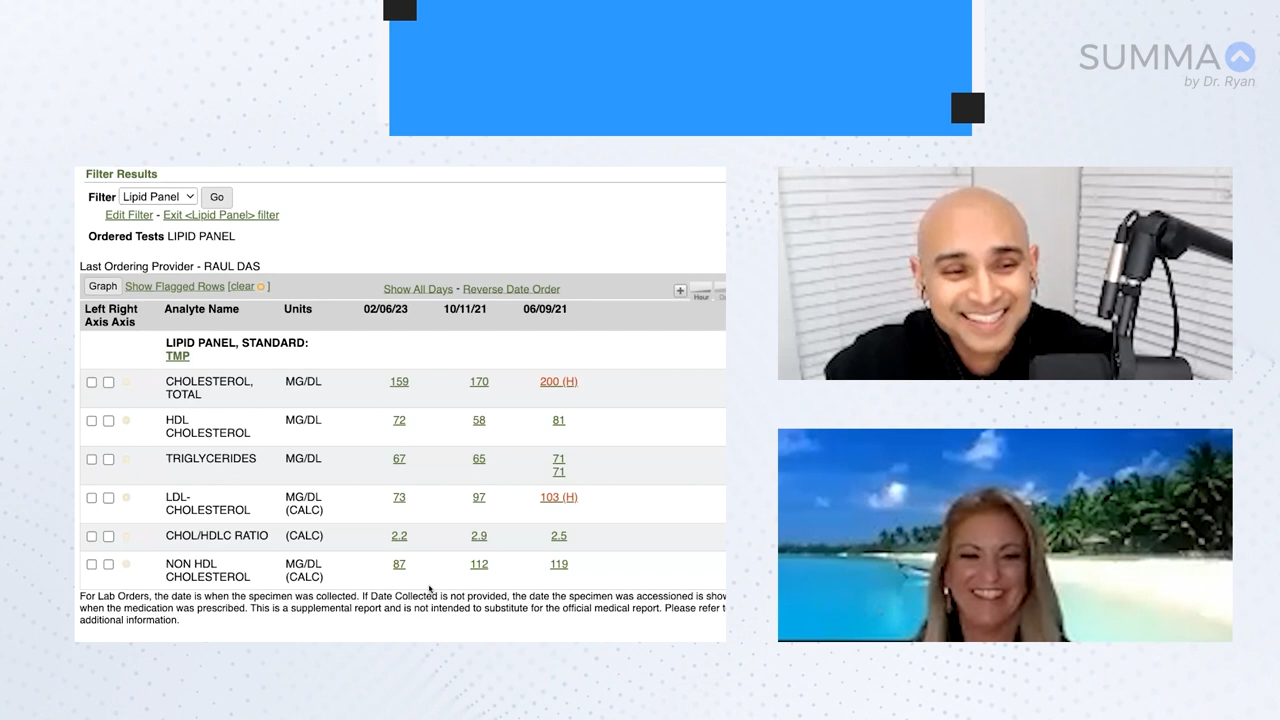 SUMMA
by Dr. Ryan
Filter Results
Filter Lipid Panel Go
Edit Filter - Exit <Lipid Panel> filter
Ordered Tests LIPID PANEL
Last Ordering Provider - RAUL DAS
Graph Show Flagged Rows [clear ]
Show All Days - Reverse Date Order
+ Hour
Left Right Analyte Name Units 02/06/23 10/11/21 06/09/21
Axis Axis
LIPID PANEL, STANDARD:
TMP
CHOLESTEROL, MG/DL 159 170 200 (H)
TOTAL
HDL MG/DL 72 58 81
CHOLESTEROL
TRIGLYCERIDES MG/DL 67 65 71
71
LDL- MG/DL 73 97 103 (H)
CHOLESTEROL (CALC)
CHOL/HDLC RATIO (CALC) 2.2 2.9 2.5
NON HDL MG/DL 87 112 119
CHOLESTEROL (CALC)
For Lab Orders, the date is when the specimen was collected. If Date Collected is not provided, the date the specimen was accessioned is
when the medication was prescribed. This is a supplemental report and is not intended to substitute for the official medical report. Please refer
additional information.